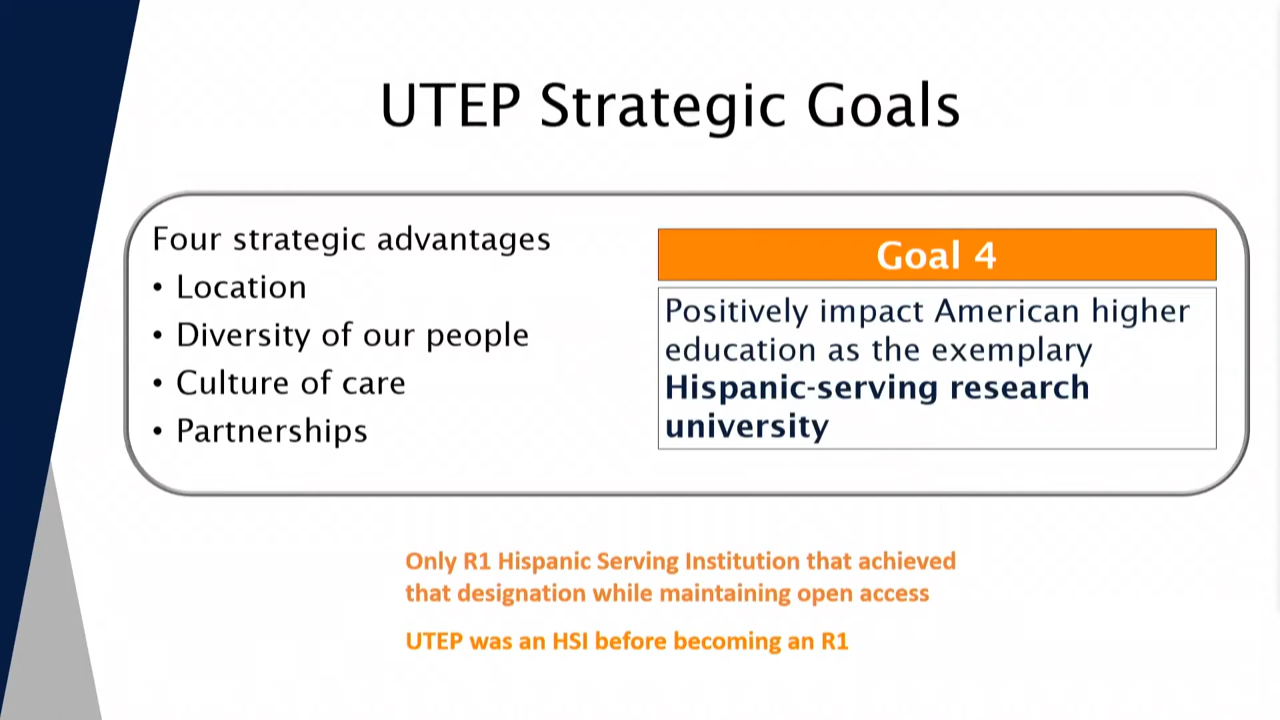 UTEP Strategic Goals
Four strategic advantages
• Location
• Diversity of our people
• Culture of care
• Partnerships
Goal 4
Positively impact American higher
education as the exemplary
Hispanic-serving research
university
Only R1 Hispanic Serving Institution that achieved
that designation while maintaining open access
UTEP was an HSI before becoming an R1